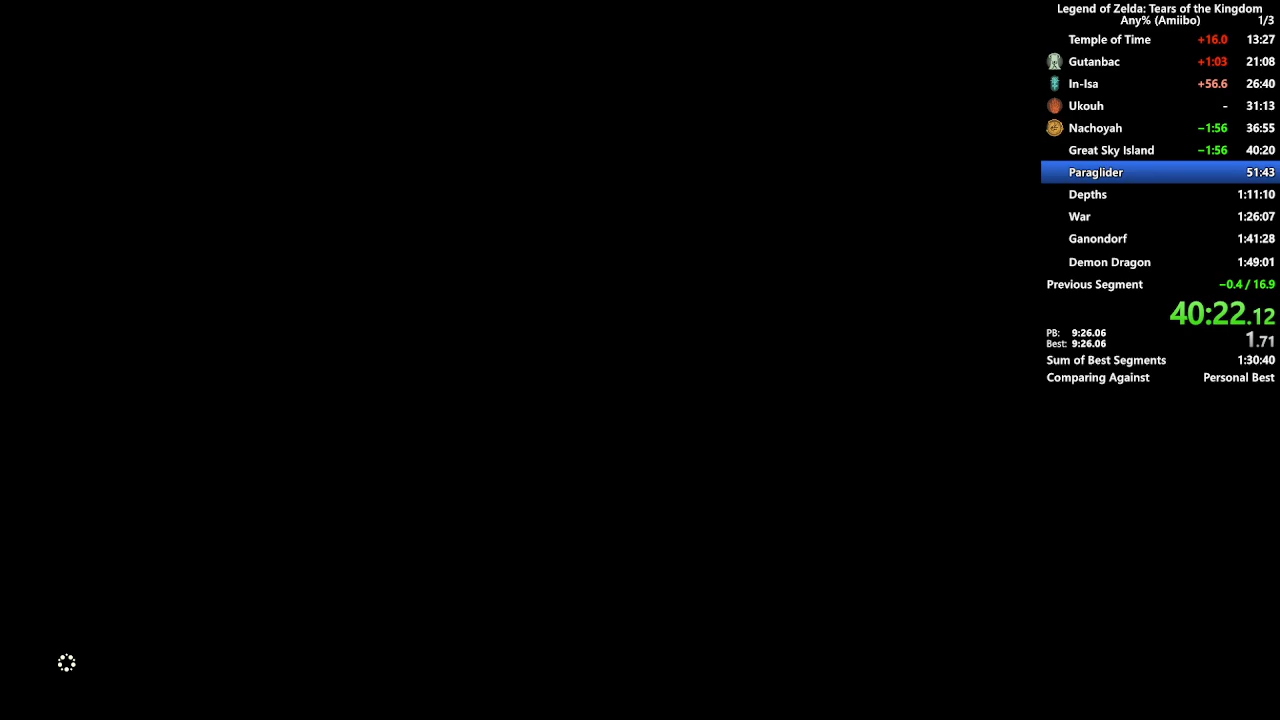 Legend of Zelda: Tears of the Kingdom
Any% (Amiibo) 1/3
Temple of Time +16.0 13:27
Gutanbac +1:03 21:08
In-Isa +56.6 26:40
Ukouh - 31:13
Nachoyah −1:56 36:55
Great Sky Island −1:56 40:20
Paraglider 51:43
Depths 1:11:10
War 1:26:07
Ganondorf 1:41:28
Demon Dragon 1:49:01
Previous Segment −0.4 / 16.9
40:22.12
PB: 9:26.06
Best: 9:26.06 1.71
Sum of Best Segments 1:30:40
Comparing Against Personal Best